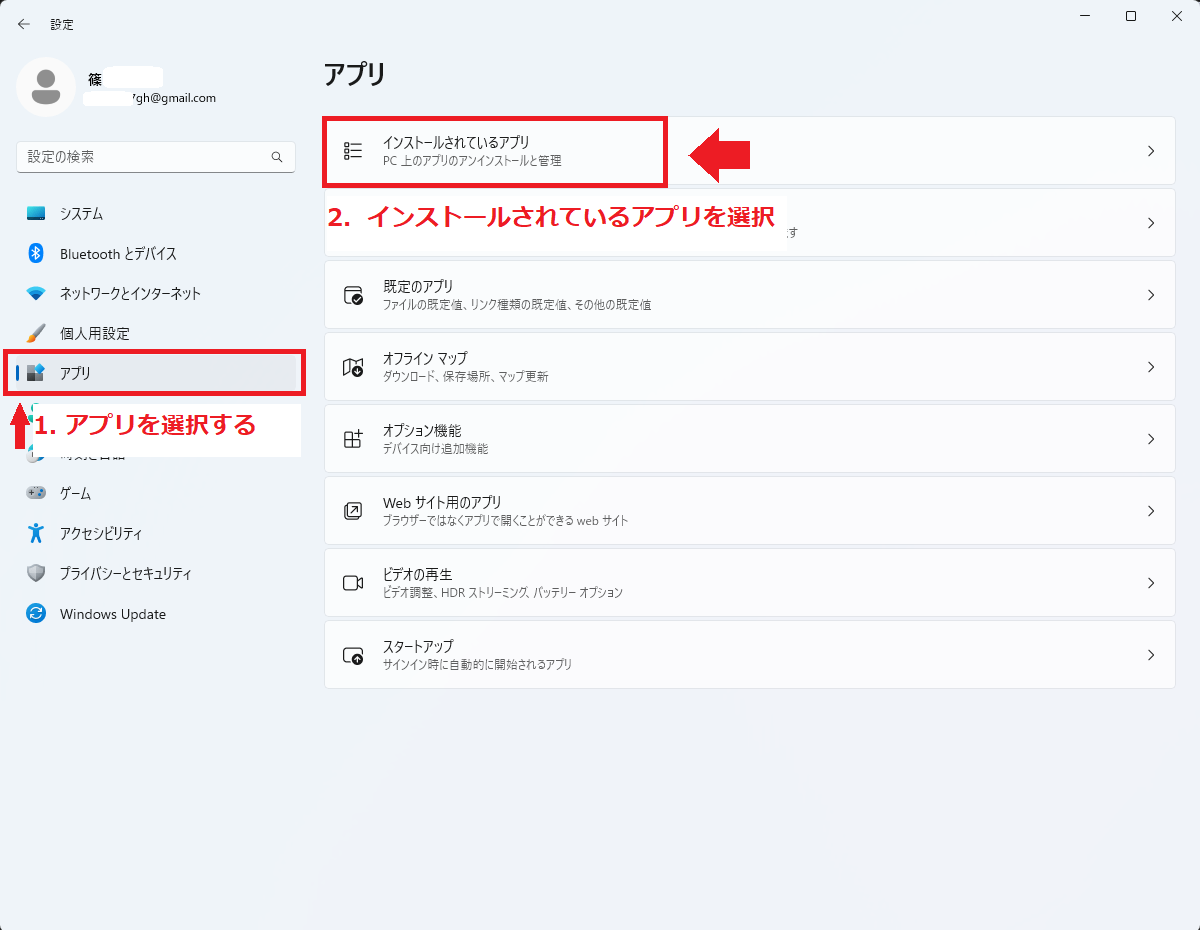 設定
篠
7gh@gmail.com
設定の検索
システム
Bluetooth とデバイス
ネットワークとインターネット
個人用設定
アプリ
1. アプリを選択する
ゲーム
アクセシビリティ
プライバシーとセキュリティ
Windows Update
アプリ
インストールされているアプリ
PC 上のアプリのアンインストールと管理
2. インストールされているアプリを選択
す
既定のアプリ
ファイルの既定値、リンク種類の既定値、その他の既定値
オフライン マップ
ダウンロード、保存場所、マップ更新
オプション機能
デバイス向け追加機能
Web サイト用のアプリ
ブラウザーではなくアプリで開くことができる web サイト
ビデオの再生
ビデオ調整、HDR ストリーミング、バッテリー オプション
スタートアップ
サインイン時に自動的に開始されるアプリ